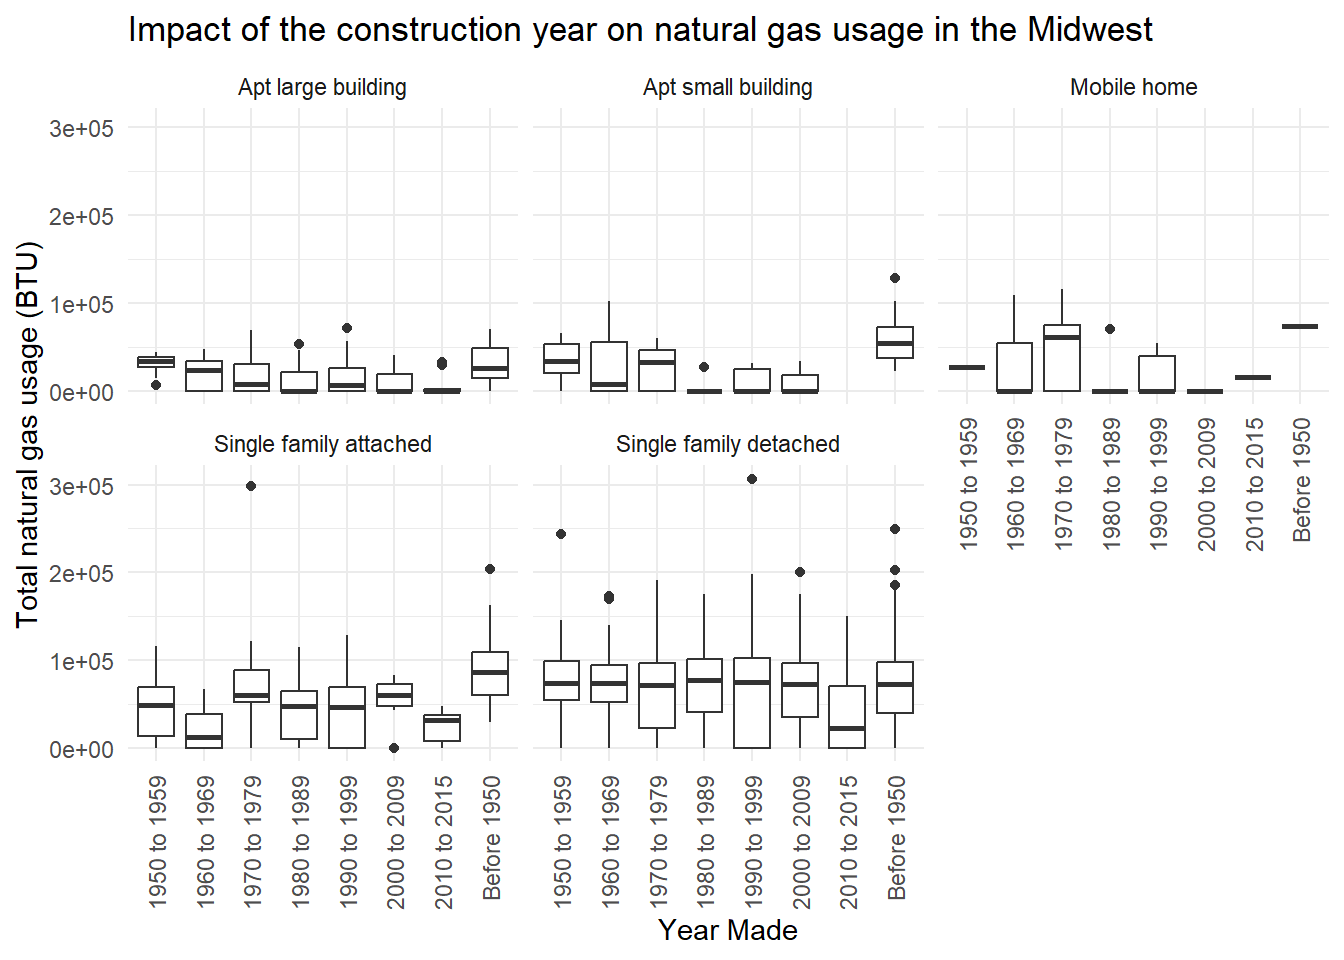 Impact of the construction year on natural gas usage in the Midwest
Apt large building
Apt small building
Mobile home
3e+05
2e+05
1e+05
0e+00
Total natural gas usage (BTU)
1950 to 1959
1960 to 1969
1970 to 1979
1980 to 1989
1990 to 1999
2000 to 2009
2010 to 2015
Before 1950
Single family attached
Single family detached
3e+05
2e+05
1e+05
0e+00
1950 to 1959
1960 to 1969
1970 to 1979
1980 to 1989
1990 to 1999
2000 to 2009
2010 to 2015
Before 1950
1950 to 1959
1960 to 1969
1970 to 1979
1980 to 1989
1990 to 1999
2000 to 2009
2010 to 2015
Before 1950
Year Made